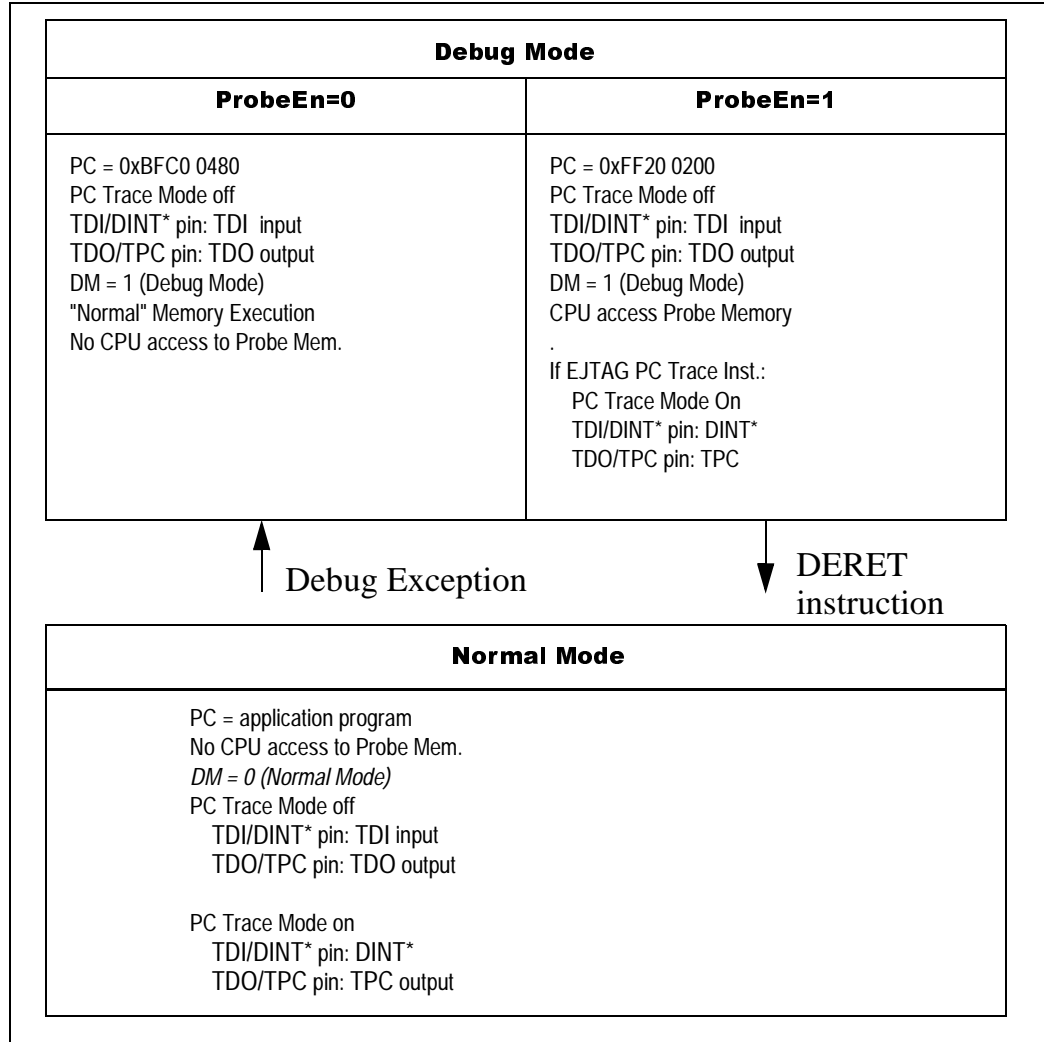 Debug Mode
ProbeEn=0
PC = 0xBFC0 0480
PC Trace Mode off
TDI/DINT* pin: TDI input
TDO/TPC pin: TDO output
DM = 1 (Debug Mode)
"Normal" Memory Execution
No CPU access to Probe Mem.
ProbeEn=1
PC = 0xFF20 0200
PC Trace Mode off
TDI/DINT* pin: TDI input
TDO/TPC pin: TDO output
DM = 1 (Debug Mode)
CPU access Probe Memory
.
If EJTAG PC Trace Inst.:
PC Trace Mode On
TDI/DINT* pin: DINT*
TDO/TPC pin: TPC
Debug Exception
DERET
instruction
Normal Mode
PC = application program
No CPU access to Probe Mem.
DM = 0 (Normal Mode)
PC Trace Mode off
TDI/DINT* pin: TDI input
TDO/TPC pin: TDO output
PC Trace Mode on
TDI/DINT* pin: DINT*
TDO/TPC pin: TPC output